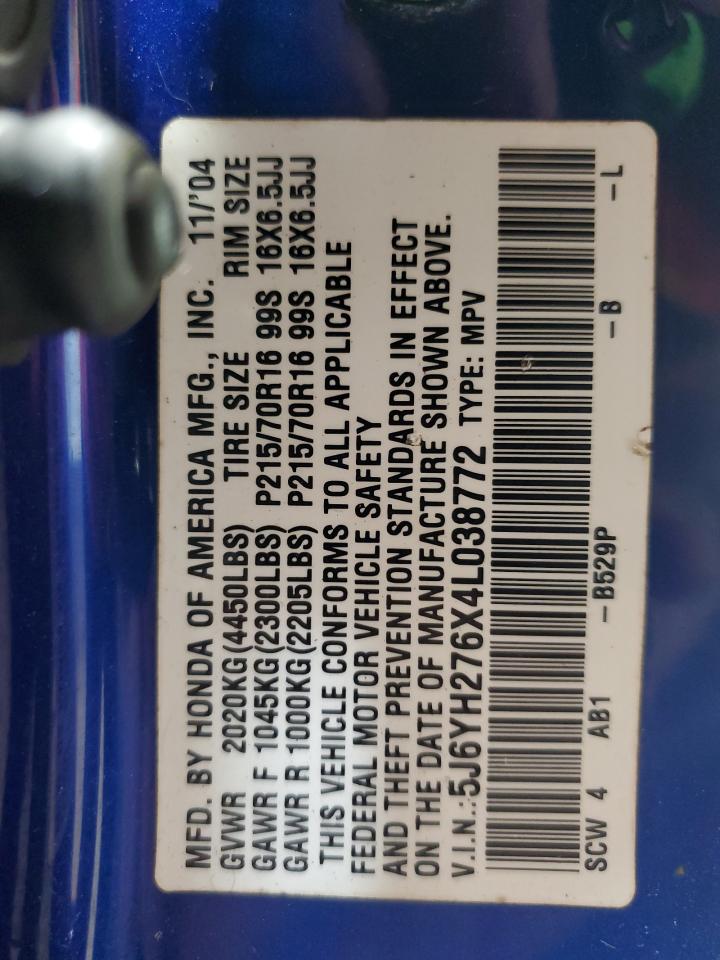 MFD. BY HONDA OF AMERICA MFG., INC. 11/'04
GVWR 2020KG(4450LBS) TIRE SIZE RIM SIZE
GAWR F 1045KG(2300LBS) P215/70R16 99S 16X6.5JJ
GAWR R 1000KG(2205LBS) P215/70R16 99S 16X6.5JJ
THIS VEHICLE CONFORMS TO ALL APPLICABLE
FEDERAL MOTOR VEHICLE SAFETY
AND THEFT PREVENTION STANDARDS IN EFFECT
ON THE DATE OF MANUFACTURE SHOWN ABOVE.
V.I.N.:5J6YH276X4L038772 TYPE: MPV
SCW 4 AB1 -B529P -B -L